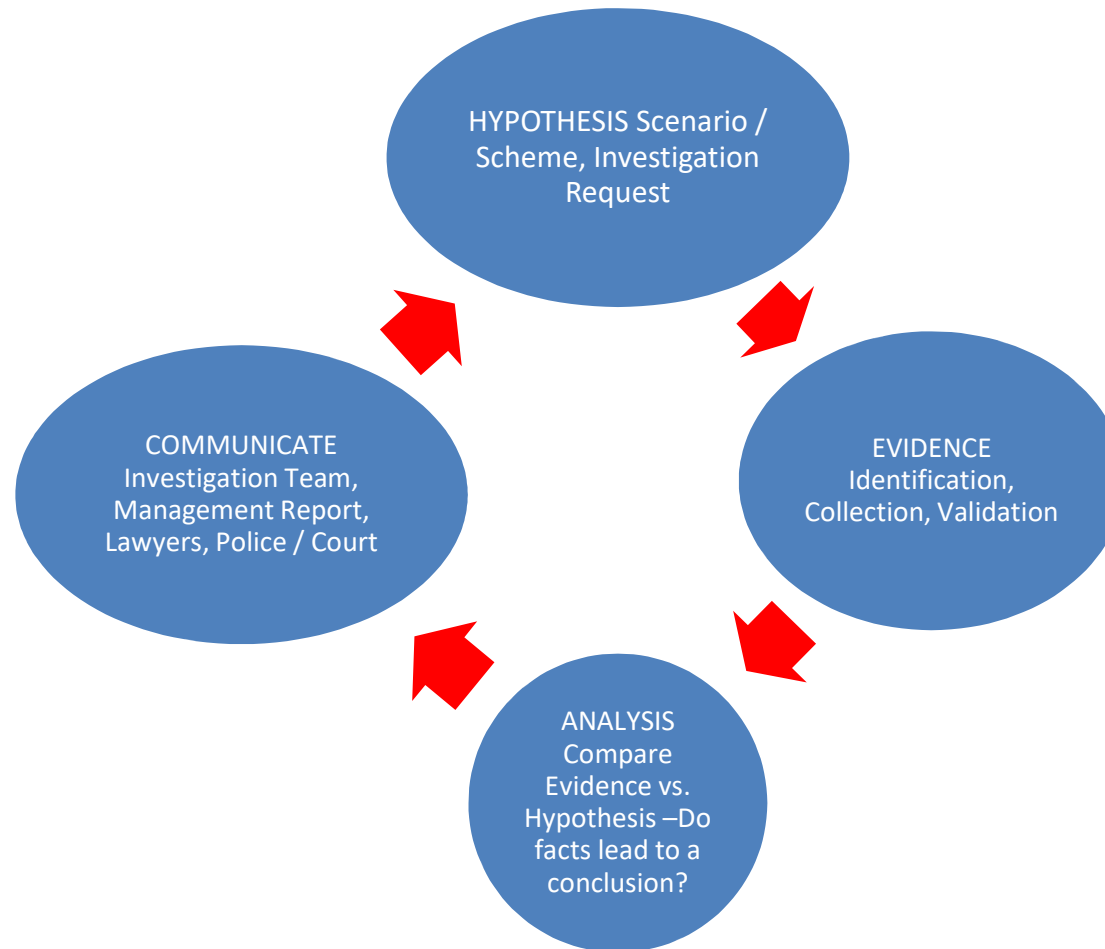 HYPOTHESIS Scenario /
Scheme, Investigation
Request
EVIDENCE
Identification,
Collection, Validation
ANALYSIS
Compare
Evidence vs.
Hypothesis –Do
facts lead to a
conclusion?
COMMUNICATE
Investigation Team,
Management Report,
Lawyers, Police / Court